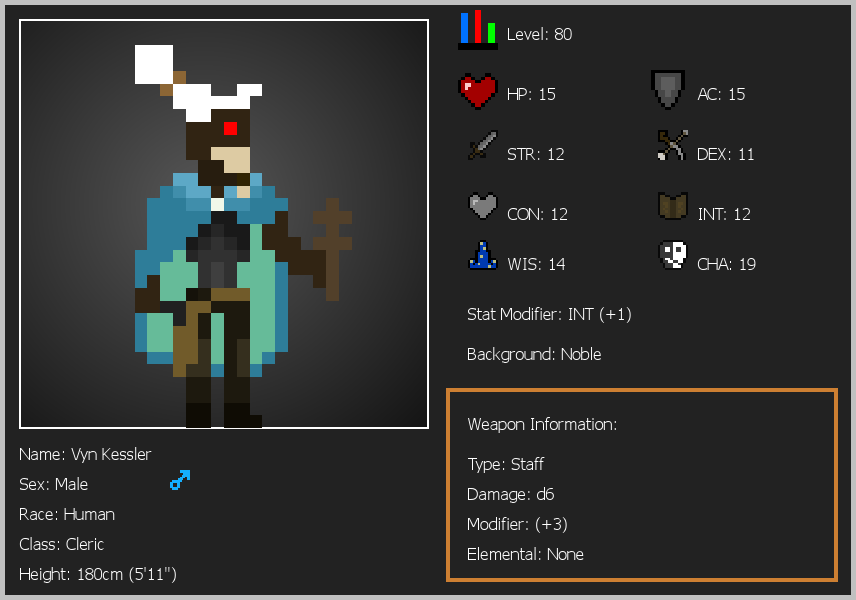 Level: 80
HP: 15
AC: 15
STR: 12
DEX: 11
CON: 12
INT: 12
WIS: 14
CHA: 19
Stat Modifier: INT (+1)
Background: Noble
Weapon Information:
Type: Staff
Damage: d6
Modifier: (+3)
Elemental: None
Name: Vyn Kessler
Sex: Male
Race: Human
Class: Cleric
Height: 180cm (5'11")